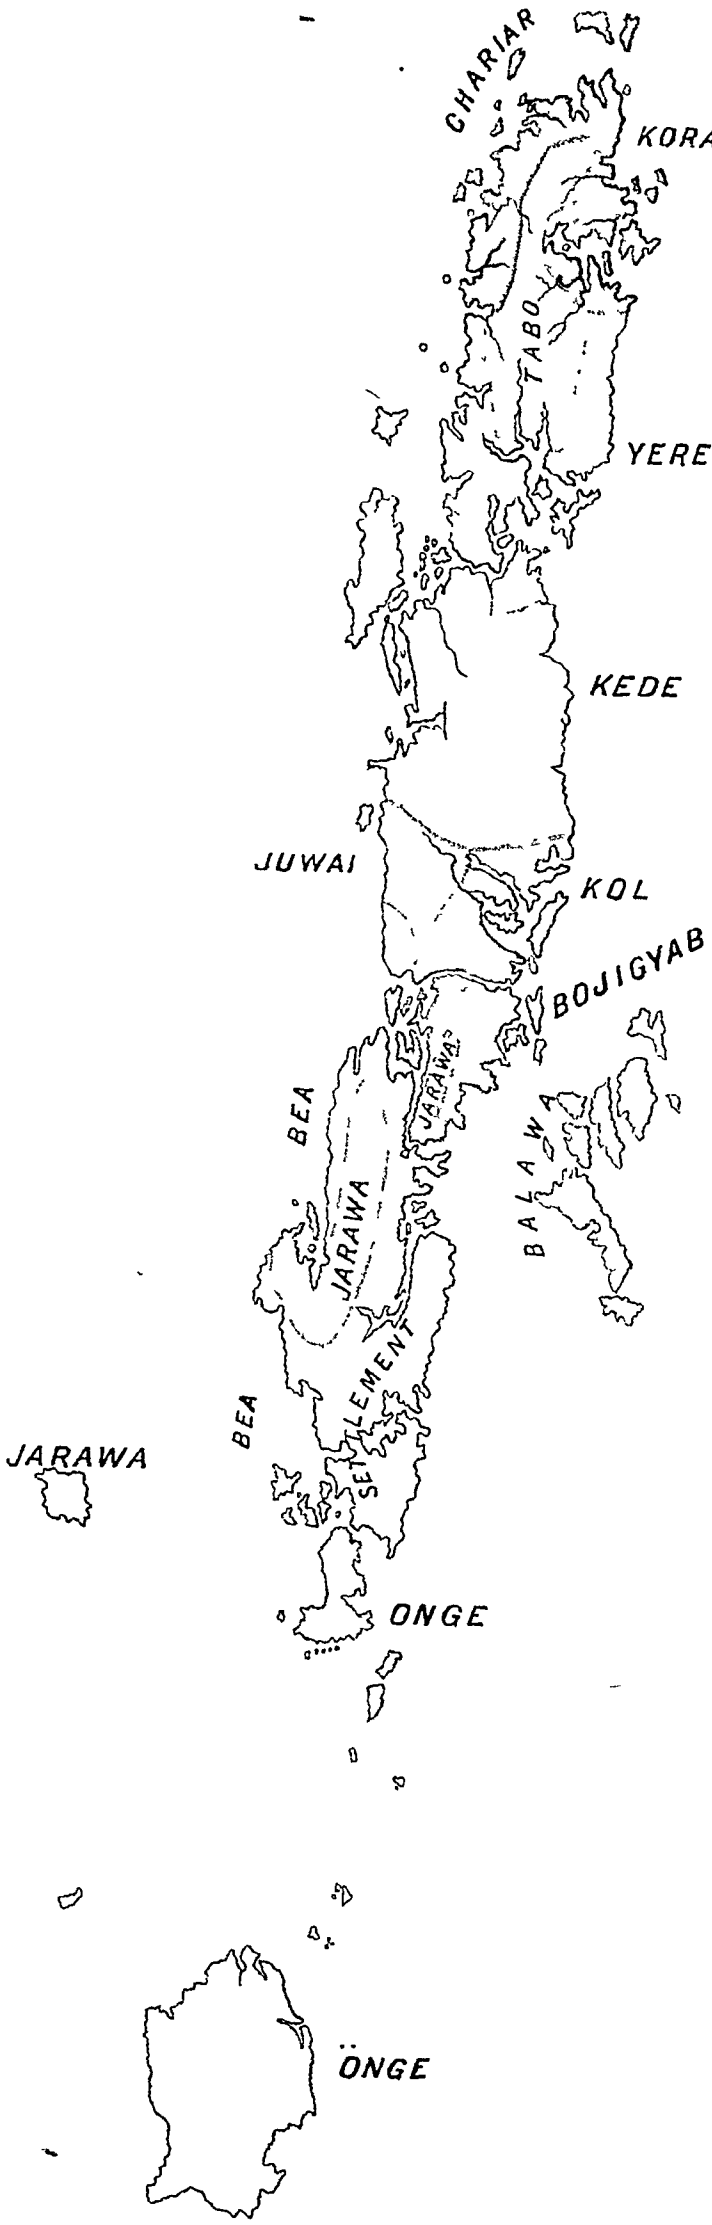 CHARIAR
KORA
TABO
YERE
KEDE
JUWAI
KOL
BOJIGYAB
JARAWA?
BEA
BALAWA
JARAWA
SETTLEMENT
BEA
JARAWA
ONGE
ÖNGE